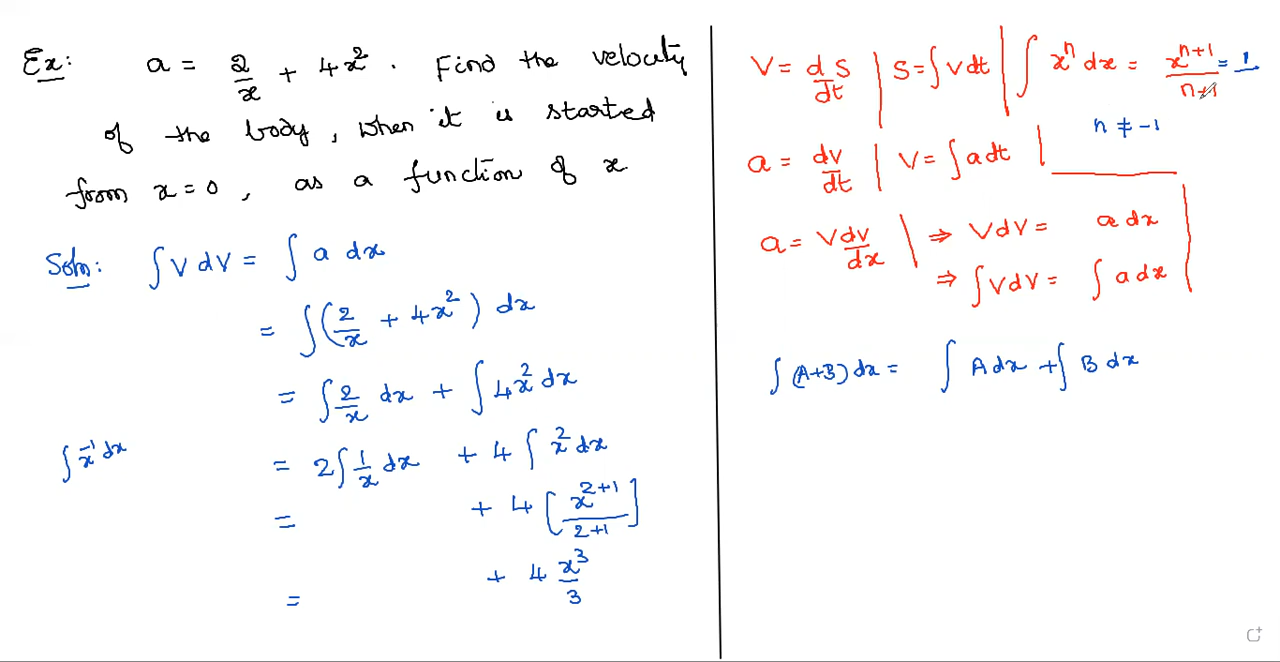 Ex: a = 2/x + 4x². Find the velocity
of the body, when it is started
from x = 0, as a function of x
Soln: ∫ V dV = ∫ a dx
= ∫ (2/x + 4x²) dx
= ∫ 2/x dx + ∫ 4x² dx
∫ x⁻¹ dx
= 2 ∫ 1/x dx + 4 ∫ x² dx
= + 4 [x²⁺¹/2+1]
= + 4 x³/3
V = dS/dt | S = ∫ V dt | ∫ xⁿ dx = xⁿ⁺¹/n+1 = 1
n ≠ -1
a = dV/dt | V = ∫ a dt
a = V dV/dx | ⇒ V dV = a dx
⇒ ∫ V dV = ∫ a dx
∫ (A+B) dx = ∫ A dx + ∫ B dx